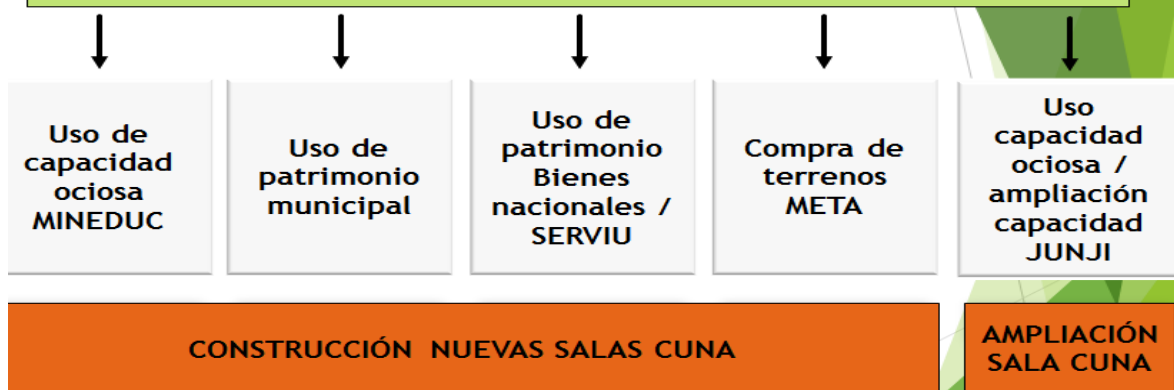 Uso de
capacidad
ociosa
MINEDUC
Uso de
patrimonio
municipal
Uso de
patrimonio
Bienes
nacionales /
SERVIU
Compra de
terrenos
META
Uso
capacidad
ociosa /
ampliación
capacidad
JUNJI
CONSTRUCCIÓN NUEVAS SALAS CUNA
AMPLIACIÓN
SALA CUNA